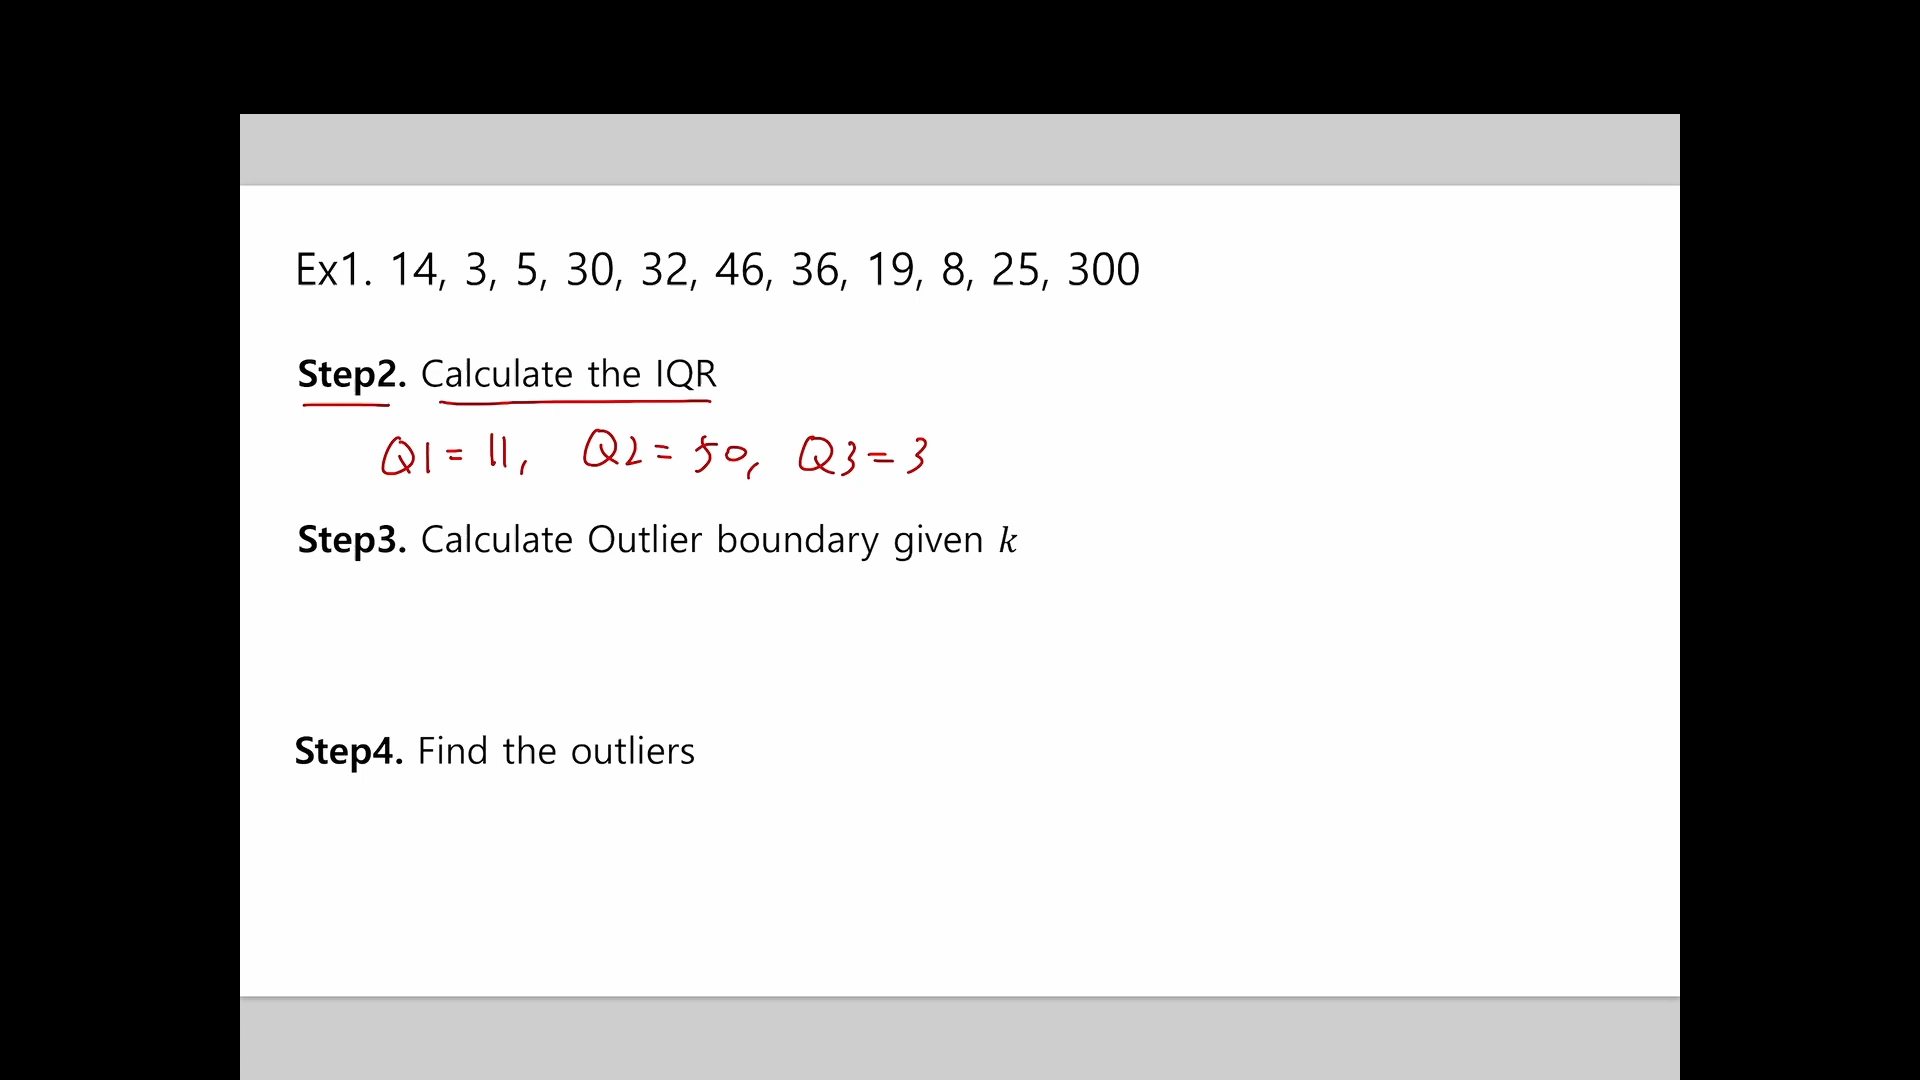 Ex1. 14, 3, 5, 30, 32, 46, 36, 19, 8, 25, 300
Step2. Calculate the IQR
Q1 = 11, Q2 = 50, Q3 = 3
Step3. Calculate Outlier boundary given k
Step4. Find the outliers